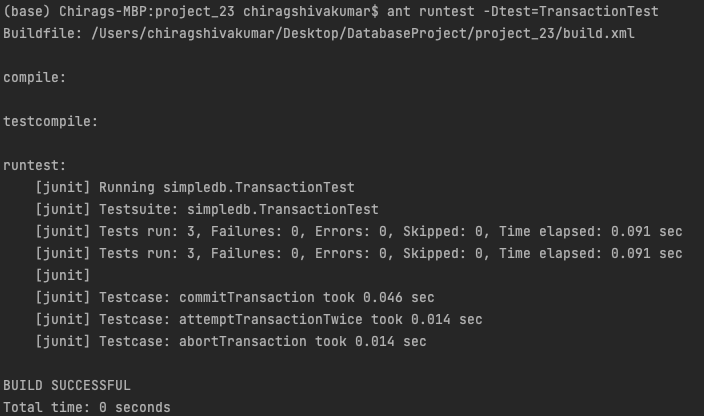 (base) Chirags-MBP:project_23 chiragshivakumar$ ant runtest -Dtest=TransactionTest
Buildfile: /Users/chiragshivakumar/Desktop/DatabaseProject/project_23/build.xml
compile:
testcompile:
runtest:
[junit] Running simpledb.TransactionTest
[junit] Testsuite: simpledb.TransactionTest
[junit] Tests run: 3, Failures: 0, Errors: 0, Skipped: 0, Time elapsed: 0.091 sec
[junit] Tests run: 3, Failures: 0, Errors: 0, Skipped: 0, Time elapsed: 0.091 sec
[junit]
[junit] Testcase: commitTransaction took 0.046 sec
[junit] Testcase: attemptTransactionTwice took 0.014 sec
[junit] Testcase: abortTransaction took 0.014 sec
BUILD SUCCESSFUL
Total time: 0 seconds